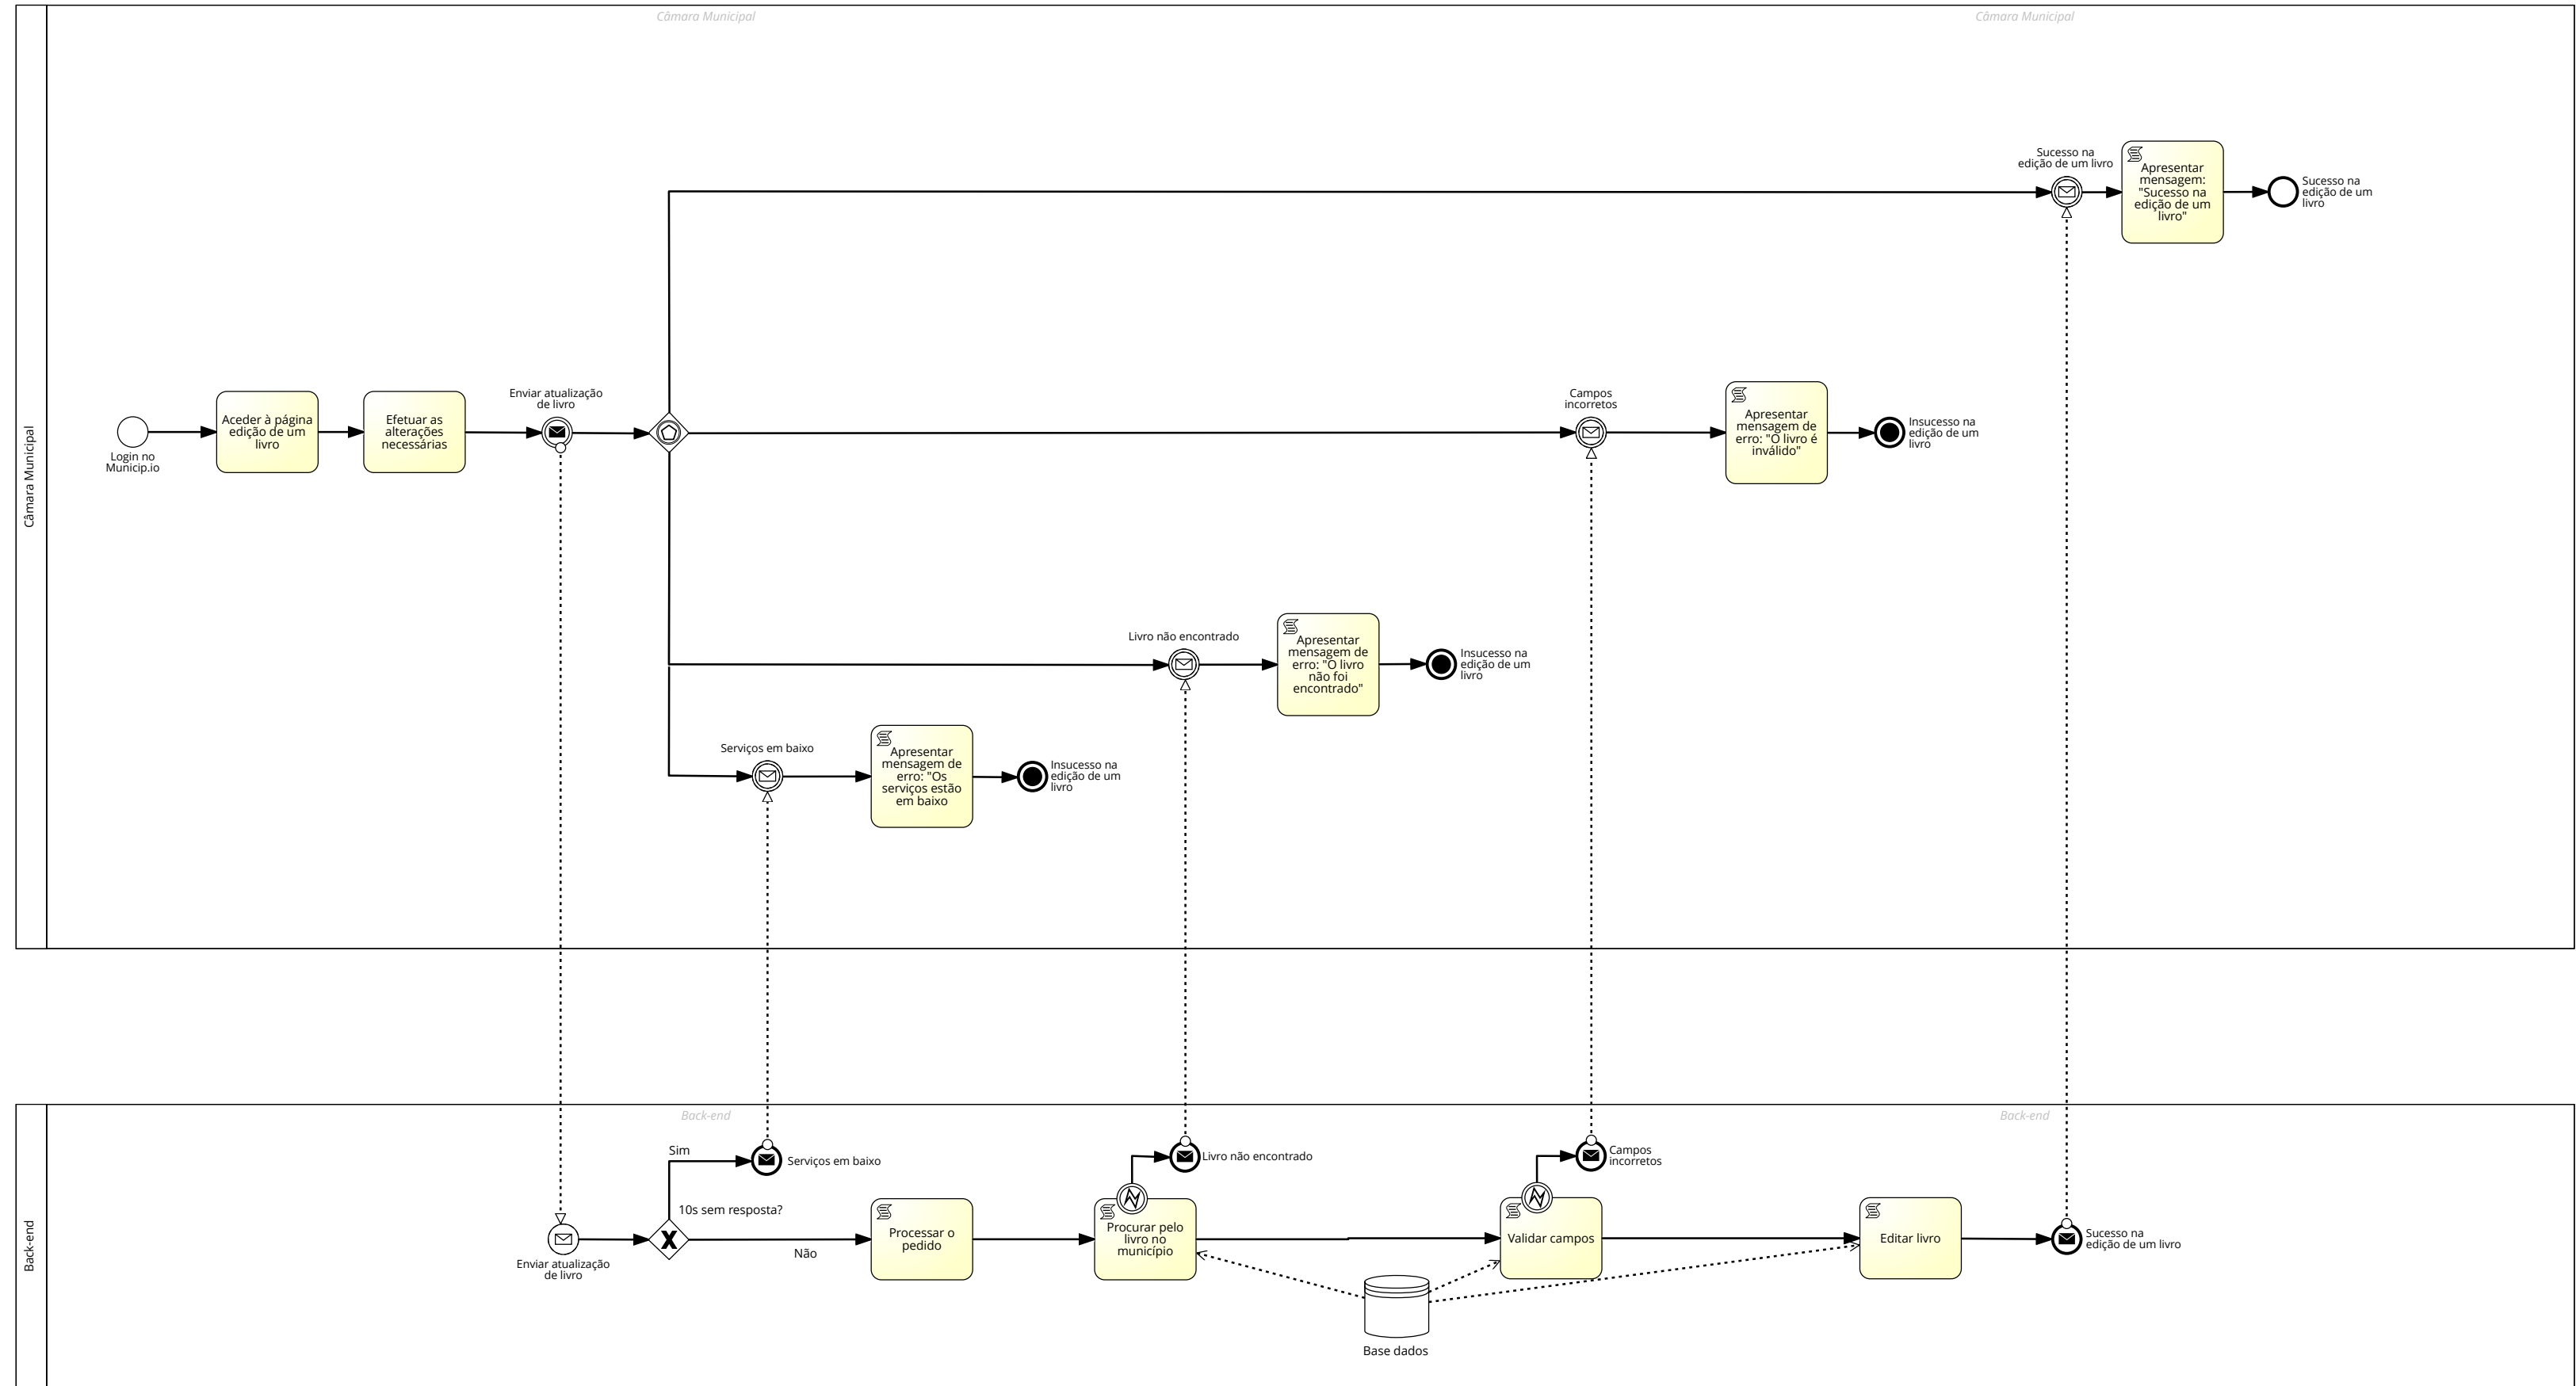 Câmara Municipal
Câmara Municipal
Câmara Municipal
Sucesso na
edição de um livro
Apresentar
mensagem:
"Sucesso na
edição de um
livro"
Sucesso na
edição de um
livro
Login no
Municip.io
Aceder à página
edição de um
livro
Efetuar as
alterações
necessárias
Enviar atualização
de livro
Campos
incorretos
Apresentar
mensagem de
erro: "O livro é
inválido"
Insucesso na
edição de um
livro
Livro não encontrado
Apresentar
mensagem de
erro: "O livro
não foi
encontrado"
Insucesso na
edição de um
livro
Serviços em baixo
Apresentar
mensagem de
erro: "Os
serviços estão
em baixo
Insucesso na
edição de um
livro
Back-end
Back-end
Back-end
Sim
Serviços em baixo
Livro não encontrado
Campos
incorretos
10s sem resposta?
Não
Enviar atualização
de livro
Processar o
pedido
Procurar pelo
livro no
município
Validar campos
Editar livro
Sucesso na
edição de um livro
Base dados